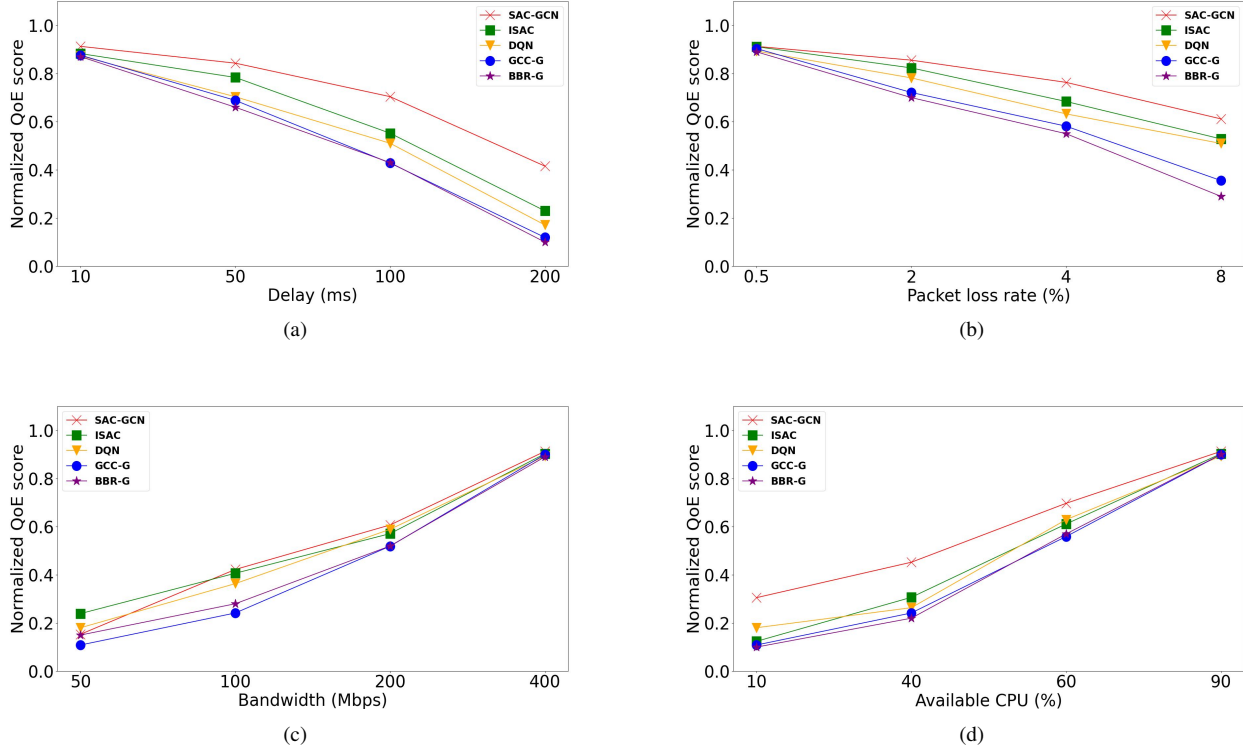 1.0
0.8
0.6
0.4
0.2
0.0
Normalized QoE score
SAC-GCN
ISAC
DQN
GCC-G
BBR-G
10 50 100 200
Delay (ms)
(a)
1.0
0.8
0.6
0.4
0.2
0.0
Normalized QoE score
SAC-GCN
ISAC
DQN
GCC-G
BBR-G
0.5 2 4 8
Packet loss rate (%)
(b)
1.0
0.8
0.6
0.4
0.2
0.0
Normalized QoE score
SAC-GCN
ISAC
DQN
GCC-G
BBR-G
50 100 200 400
Bandwidth (Mbps)
(c)
1.0
0.8
0.6
0.4
0.2
0.0
Normalized QoE score
SAC-GCN
ISAC
DQN
GCC-G
BBR-G
10 40 60 90
Available CPU (%)
(d)